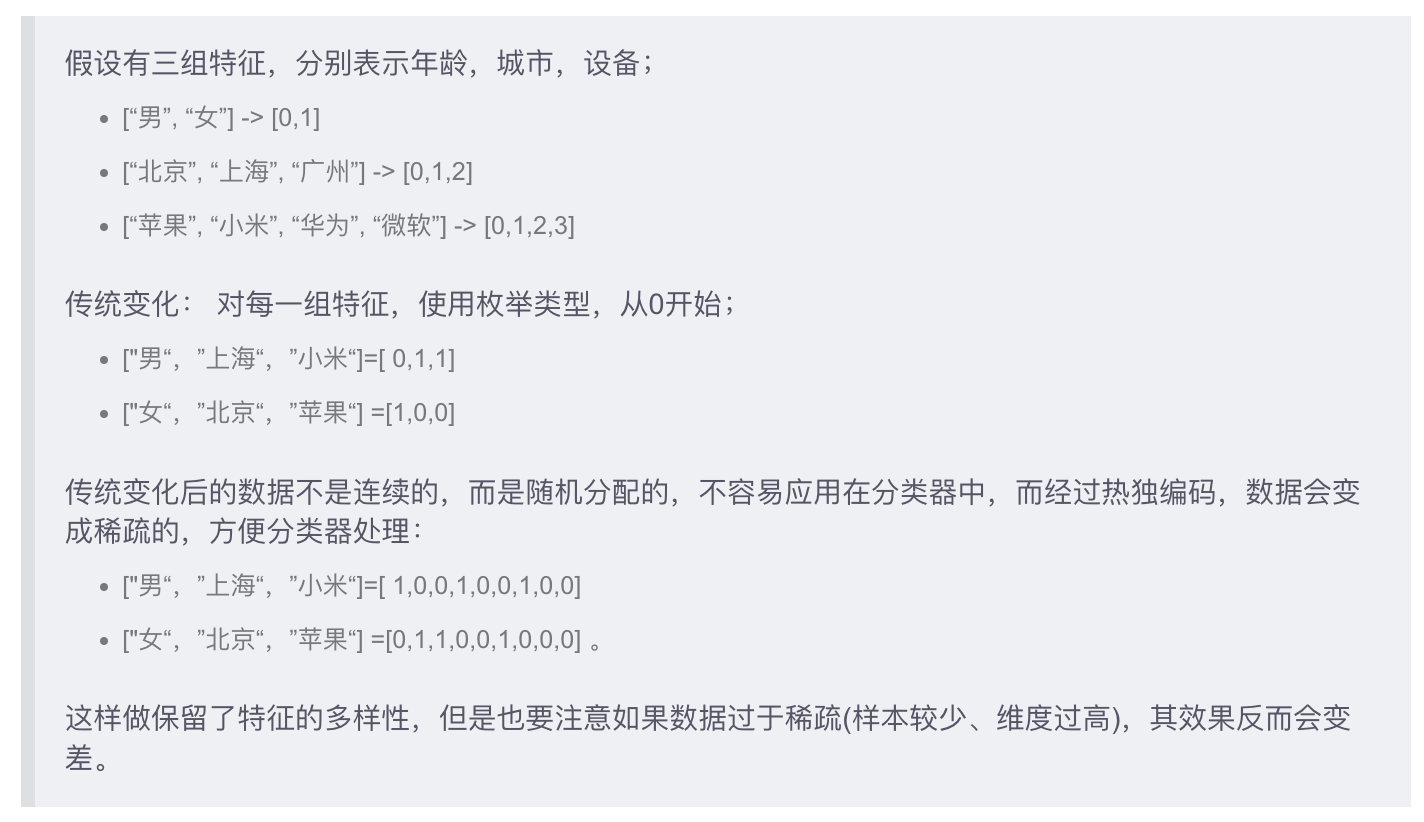 假设有三组特征，分别表示年龄，城市，设备；
• [“男”, “女”] -> [0,1]
• [“北京”, “上海”, “广州”] -> [0,1,2]
• [“苹果”, “小米”, “华为”, “微软”] -> [0,1,2,3]
传统变化： 对每一组特征，使用枚举类型，从0开始；
• ["男“，”上海“，”小米“]=[ 0,1,1]
• ["女“，”北京“，”苹果“] =[1,0,0]
传统变化后的数据不是连续的，而是随机分配的，不容易应用在分类器中，而经过热独编码，数据会变
成稀疏的，方便分类器处理：
• ["男“，”上海“，”小米“]=[ 1,0,0,1,0,0,1,0,0]
• ["女“，”北京“，”苹果“] =[0,1,1,0,0,1,0,0,0] 。
这样做保留了特征的多样性，但是也要注意如果数据过于稀疏(样本较少、维度过高)，其效果反而会变
差。